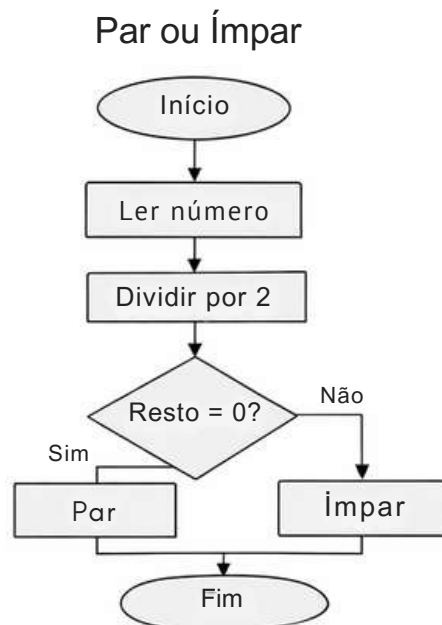 Par ou Ímpar
Início
Ler número
Dividir por 2
Resto = 0?
Não
Sim
Par
Ímpar
Fim